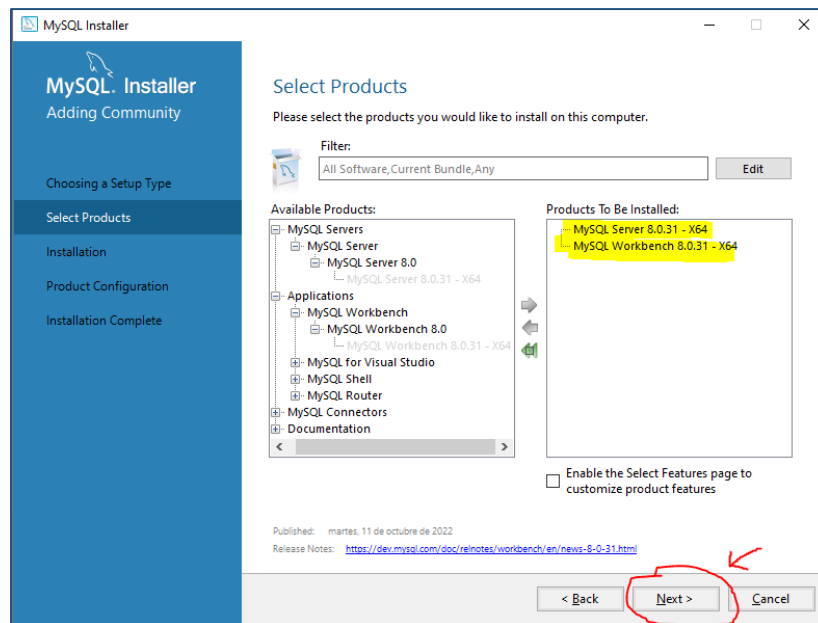 MySQL Installer
MySQL. Installer
Adding Community
Choosing a Setup Type
Select Products
Installation
Product Configuration
Installation Complete
Select Products
Please select the products you would like to install on this computer.
Filter:
All Software,Current Bundle,Any
Edit
Available Products:
MySQL Servers
MySQL Server
MySQL Server 8.0
MySQL Server 8.0.31 - X64
Applications
MySQL Workbench
MySQL Workbench 8.0
MySQL Workbench 8.0.31 - X64
MySQL for Visual Studio
MySQL Shell
MySQL Router
MySQL Connectors
Documentation
Products To Be Installed:
MySQL Server 8.0.31 - X64
MySQL Workbench 8.0.31 - X64
Enable the Select Features page to
customize product features
Published: martes, 11 de octubre de 2022
Release Notes: https://dev.mysql.com/doc/relnotes/workbench/en/news-8-0-31.html
< Back
Next >
Cancel